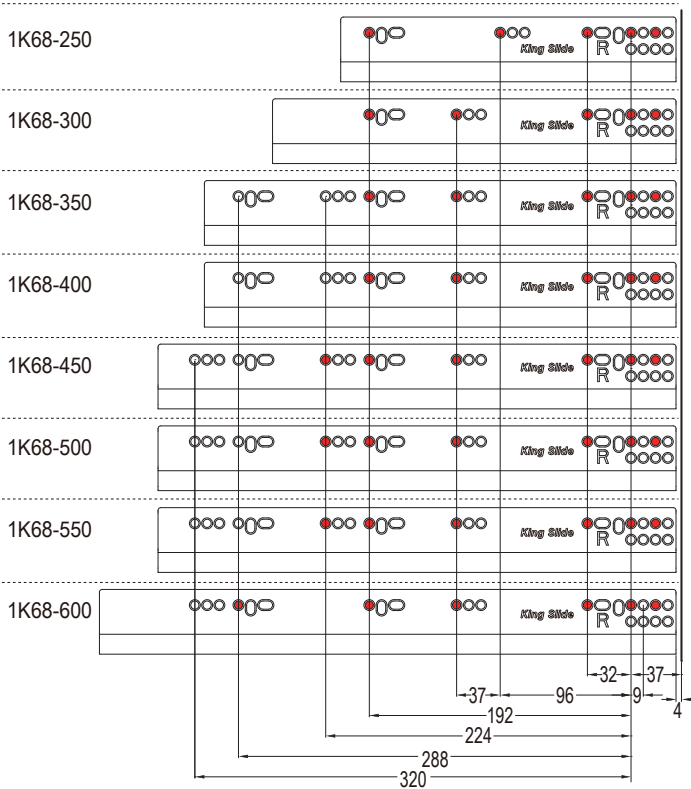 1K68-250
King Slide
R
1K68-300
King Slide
R
1K68-350
King Slide
R
1K68-400
King Slide
R
1K68-450
King Slide
R
1K68-500
King Slide
R
1K68-550
King Slide
R
1K68-600
King Slide
R
32 37
37 96 9 4
192
224
288
320